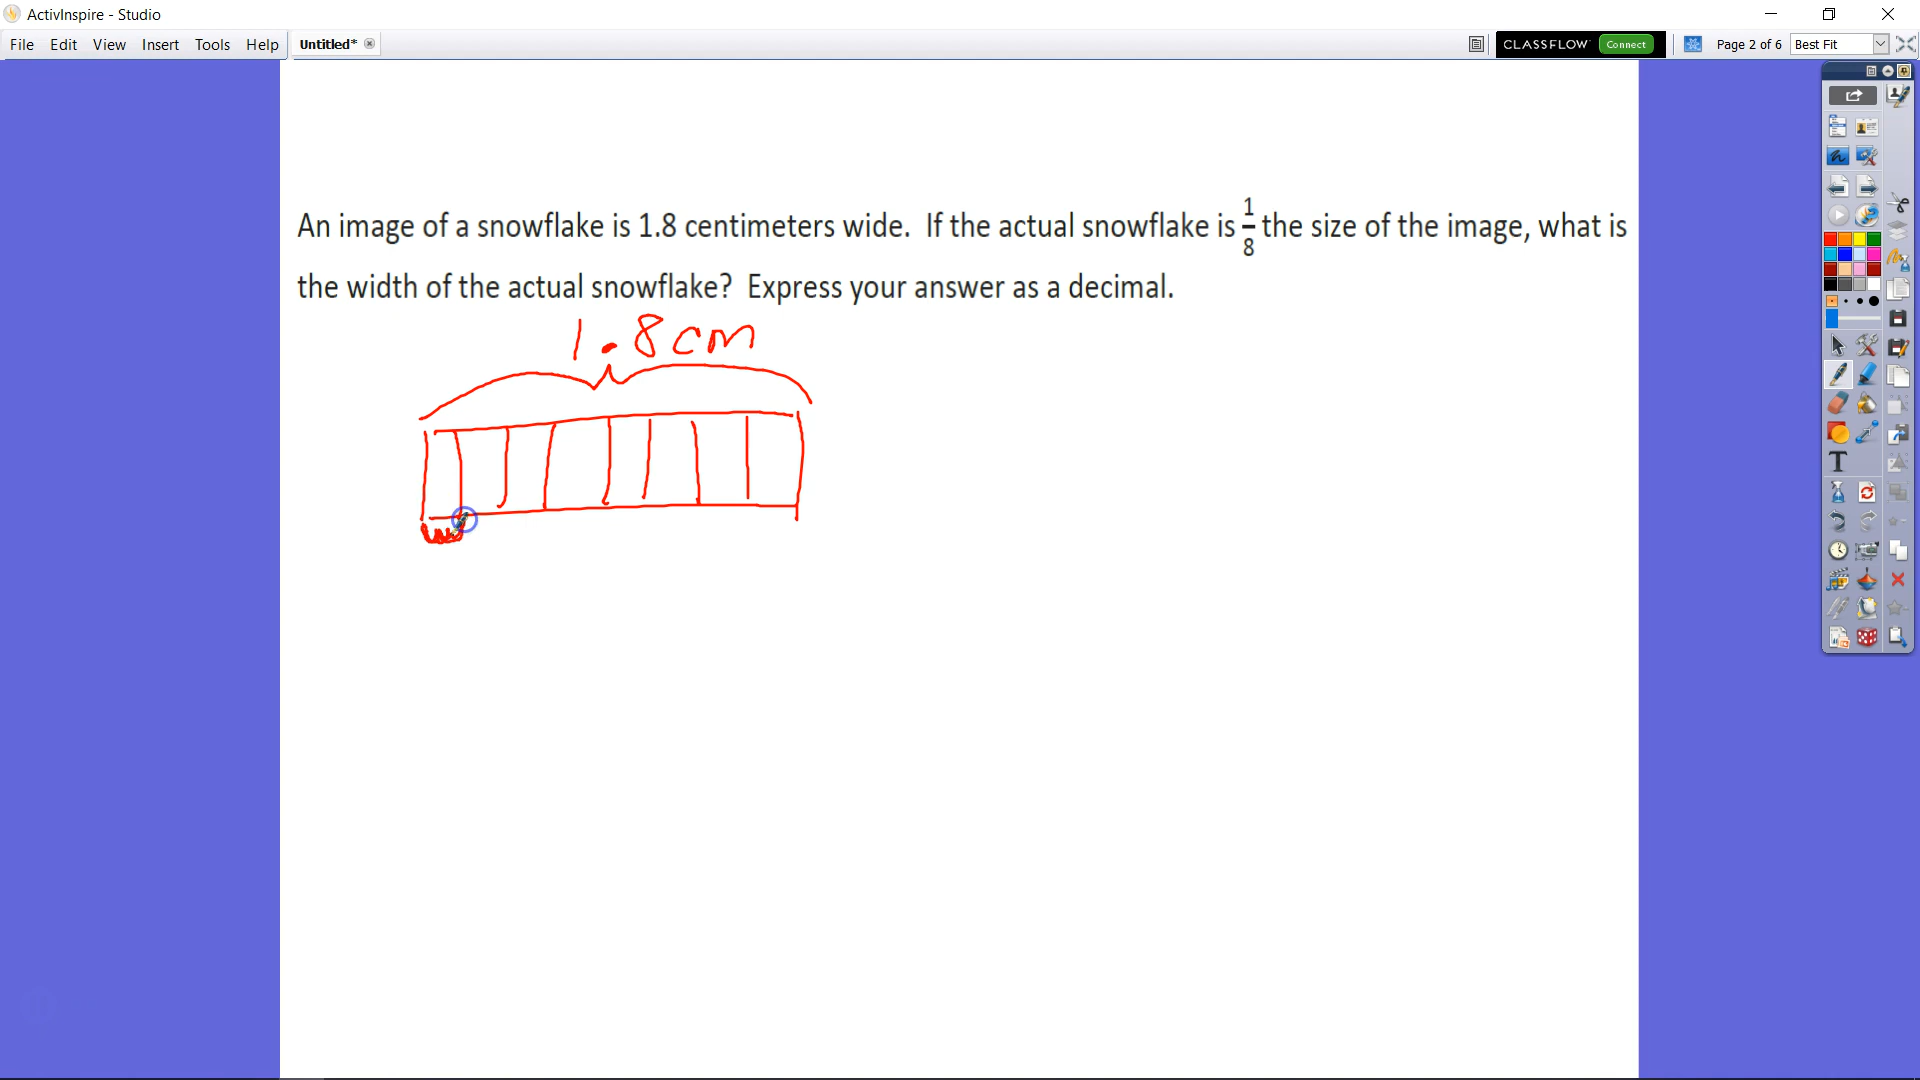 ActivInspire - Studio
File Edit View Insert Tools Help Untitled* CLASSFLOW Connect Page 2 of 6 Best Fit
An image of a snowflake is 1.8 centimeters wide. If the actual snowflake is 1/8 the size of the image, what is
the width of the actual snowflake? Express your answer as a decimal.
1.8cm